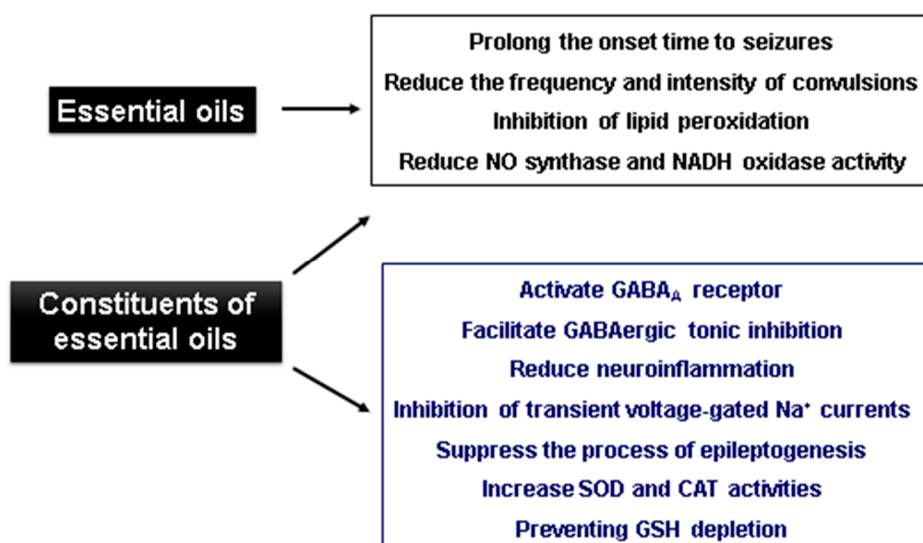 Essential oils
Prolong the onset time to seizures
Reduce the frequency and intensity of convulsions
Inhibition of lipid peroxidation
Reduce NO synthase and NADH oxidase activity
Constituents of
essential oils
Activate GABA_A receptor
Facilitate GABAergic tonic inhibition
Reduce neuroinflammation
Inhibition of transient voltage-gated Na⁺ currents
Suppress the process of epileptogenesis
Increase SOD and CAT activities
Preventing GSH depletion